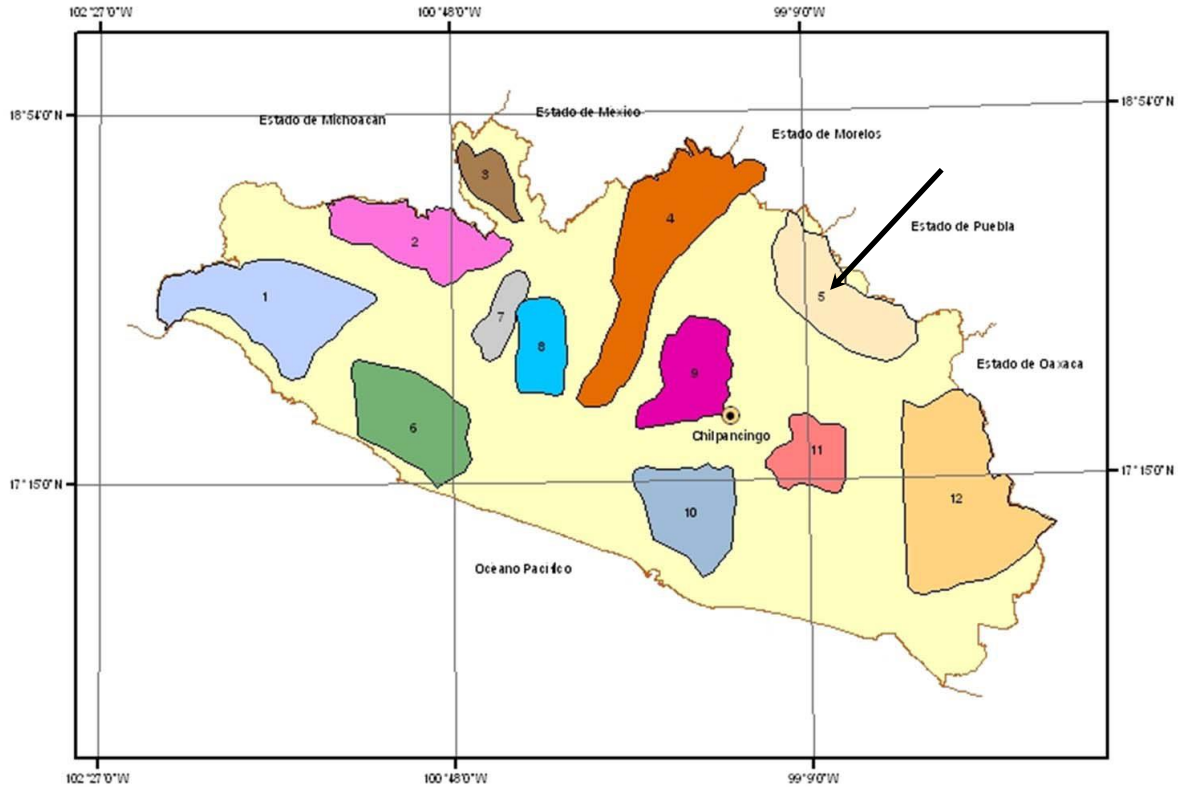 102°27'0"W 100°48'0"W 99°9'0"W
18°54'0"N 18°54'0"N
Estado de Michoacan
Estado de Mexico
Estado de Morelos
3
4
Estado de Puebla
2
1
5
7
8
Estado de Oaxaca
9
6
Chilpancingo
11
17°15'0"N 17°15'0"N
12
10
Oceano Pacifico
102°27'0"W 100°48'0"W 99°9'0"W